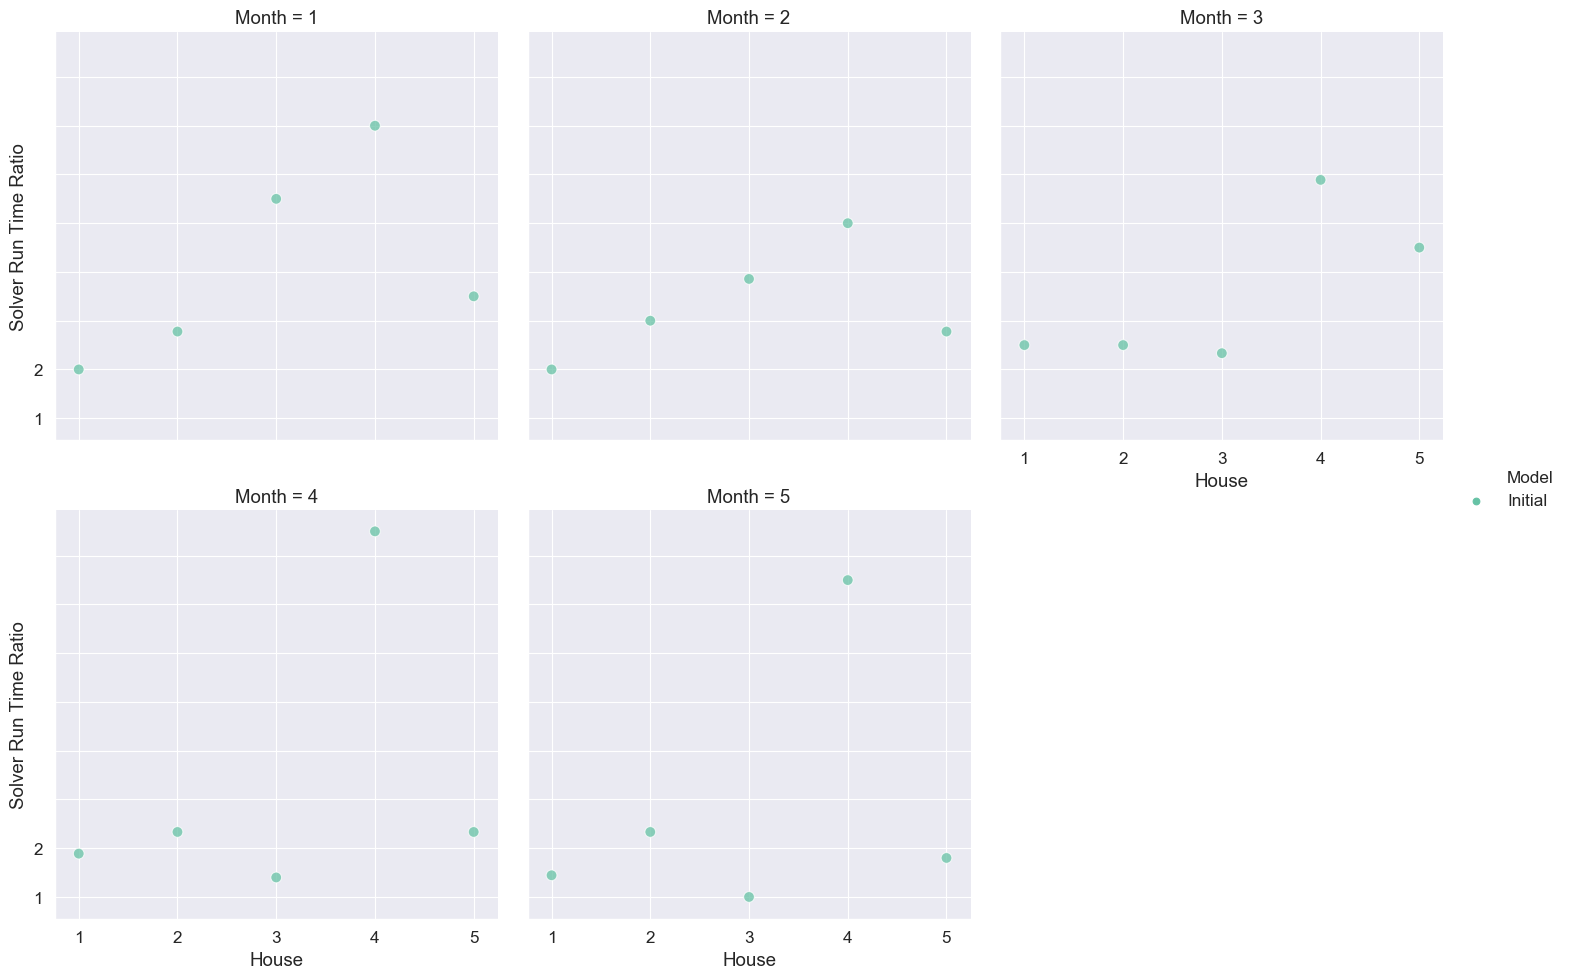 Month = 1
Month = 2
Month = 3
Solver Run Time Ratio
2
1
1 2 3 4 5
House
Model
Initial
Month = 4
Month = 5
Solver Run Time Ratio
2
1
1 2 3 4 5
House
1 2 3 4 5
House